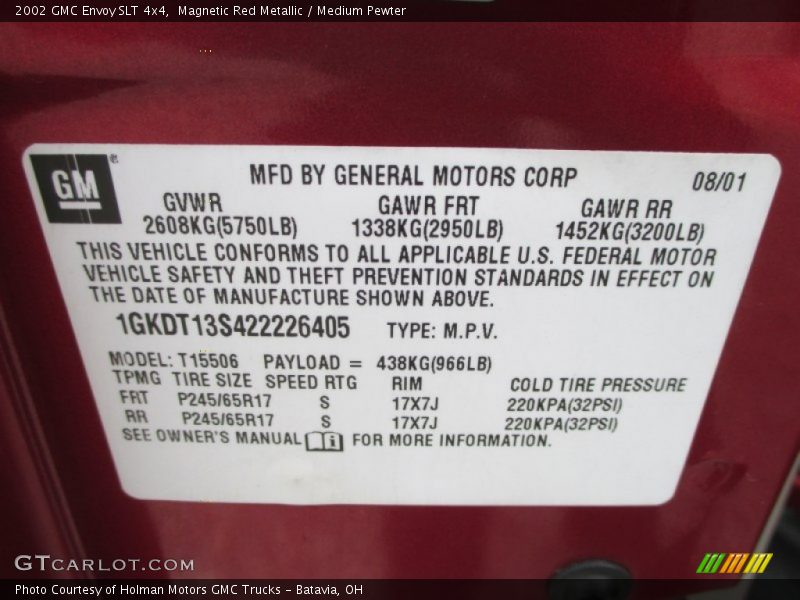 2002 GMC Envoy SLT 4x4, Magnetic Red Metallic / Medium Pewter
GM® MFD BY GENERAL MOTORS CORP 08/01
GVWR GAWR FRT GAWR RR
2608KG(5750LB) 1338KG(2950LB) 1452KG(3200LB)
THIS VEHICLE CONFORMS TO ALL APPLICABLE U.S. FEDERAL MOTOR
VEHICLE SAFETY AND THEFT PREVENTION STANDARDS IN EFFECT ON
THE DATE OF MANUFACTURE SHOWN ABOVE.
1GKDT13S422226405 TYPE: M.P.V.
MODEL: T15506 PAYLOAD = 438KG(966LB)
TPMG TIRE SIZE SPEED RTG RIM COLD TIRE PRESSURE
FRT P245/65R17 S 17X7J 220KPA(32PSI)
RR P245/65R17 S 17X7J 220KPA(32PSI)
SEE OWNER'S MANUAL i FOR MORE INFORMATION.
GTCARLOT.COM
Photo Courtesy of Holman Motors GMC Trucks - Batavia, OH